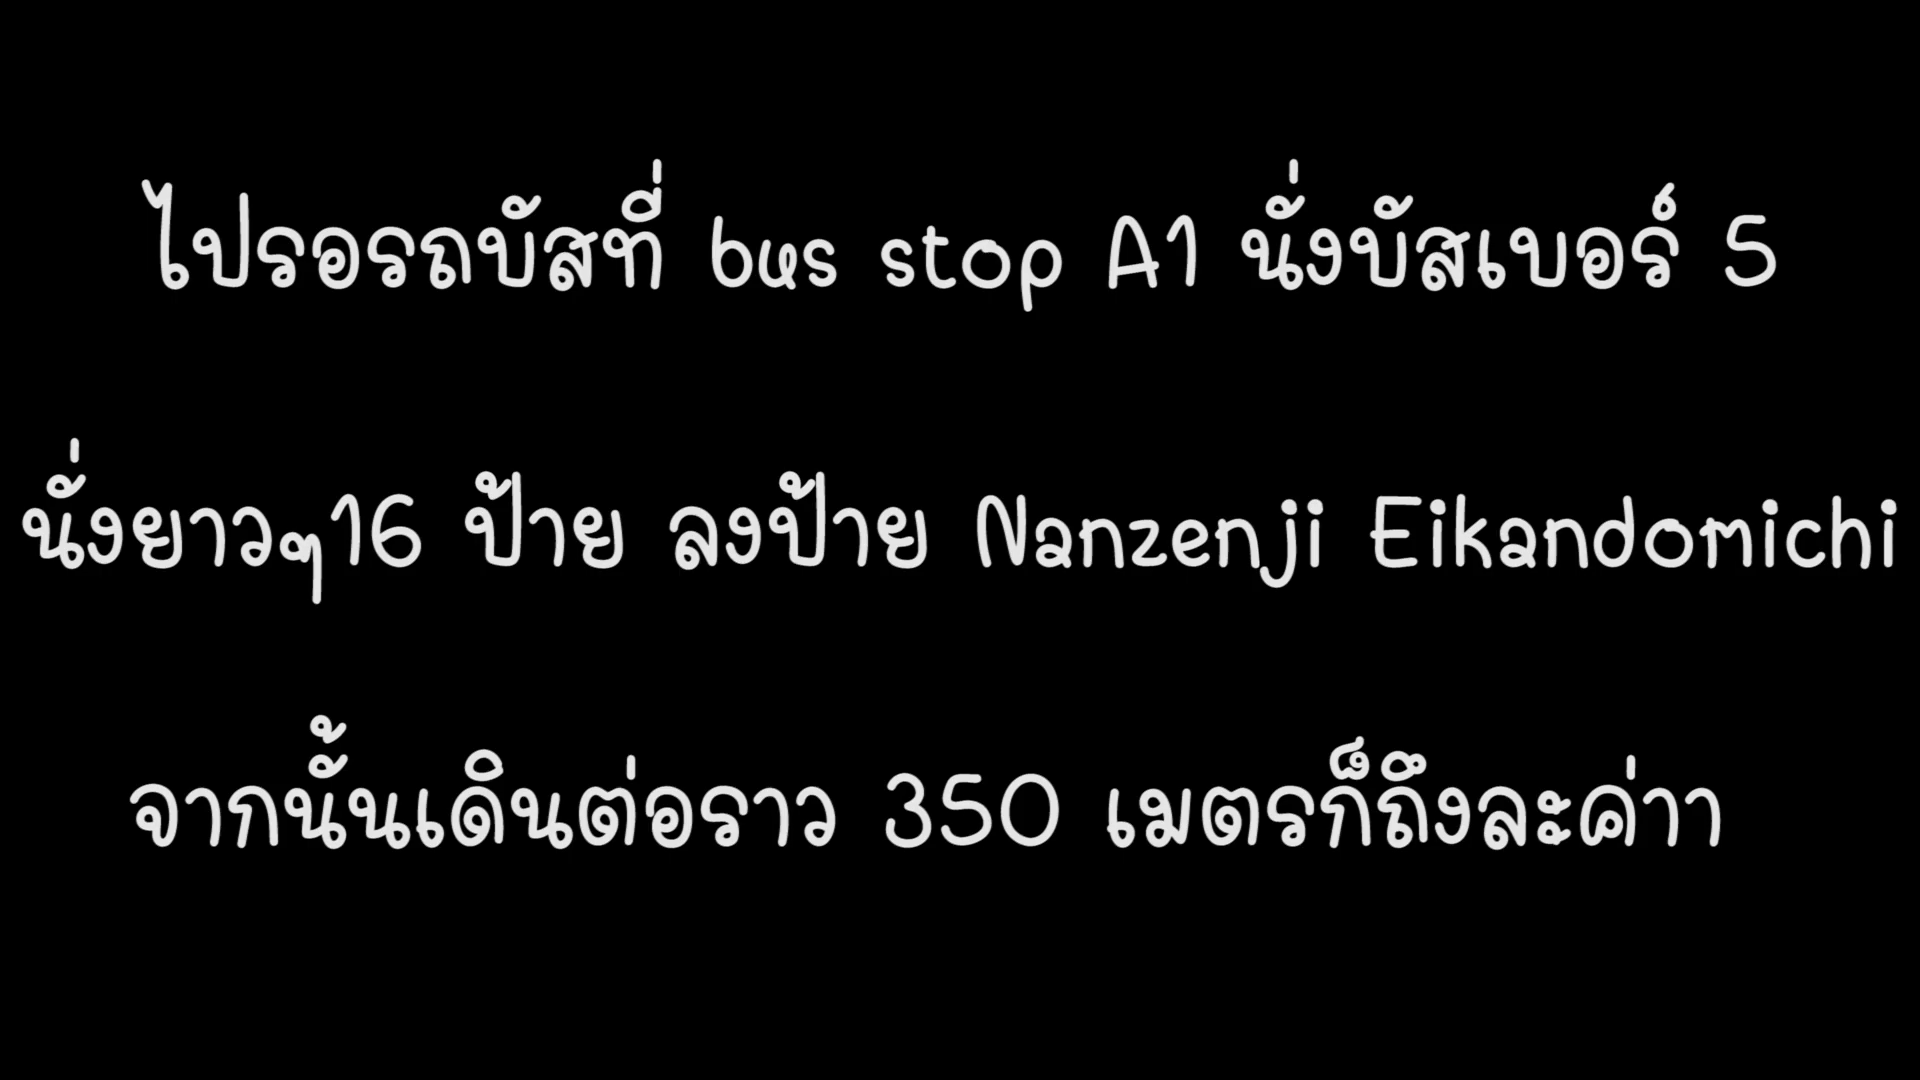 ไปรอรถบัสที่ bus stop A1 นั่งบัสเบอร์ 5
นั่งยาวๆ16 ป้าย ลงป้าย Nanzenji Eikandomichi
จากนั้นเดินต่อราว 350 เมตรก็ถึงละค่าา